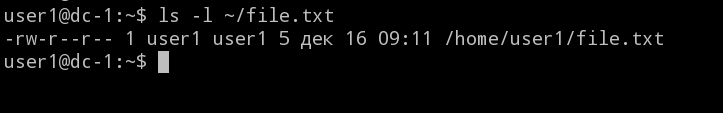 user1@dc-1:~$ ls -l ~/file.txt
-rw-r--r-- 1 user1 user1 5 дек 16 09:11 /home/user1/file.txt
user1@dc-1:~$